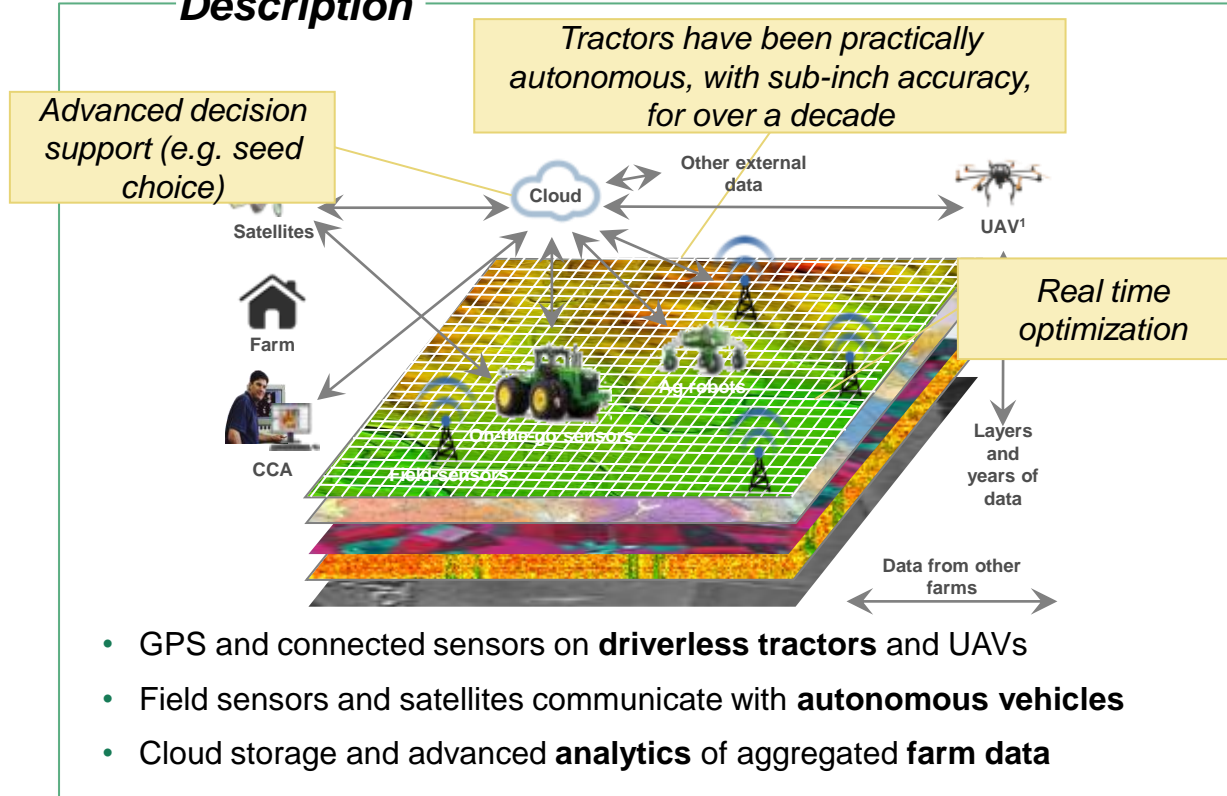 Description
Tractors have been practically
autonomous, with sub-inch accuracy,
for over a decade
Advanced decision
support (e.g. seed
choice)
Other external
data
Cloud
Satellites
UAV¹
Real time
optimization
Farm
Ag robots
On-the-go sensors
Field sensors
CCA
Layers
and
years of
data
Data from other
farms
• GPS and connected sensors on driverless tractors and UAVs
• Field sensors and satellites communicate with autonomous vehicles
• Cloud storage and advanced analytics of aggregated farm data